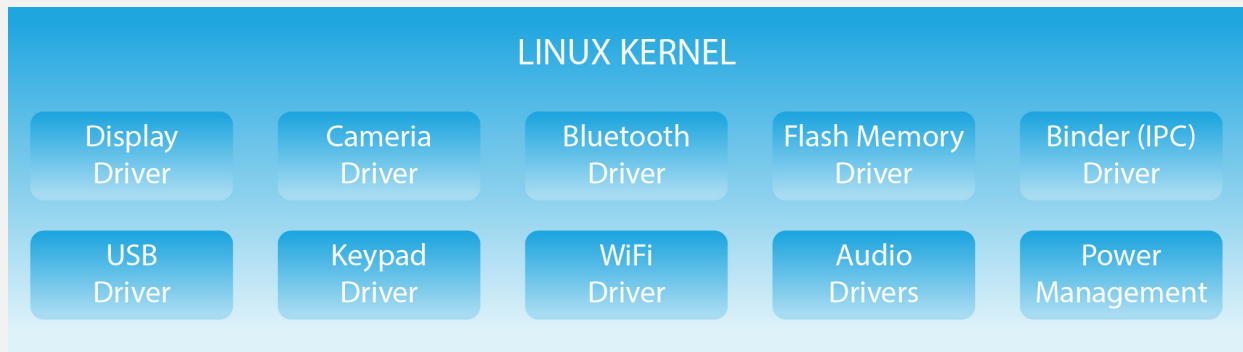 LINUX KERNEL
Display
Driver
Cameria
Driver
Bluetooth
Driver
Flash Memory
Driver
Binder (IPC)
Driver
USB
Driver
Keypad
Driver
WiFi
Driver
Audio
Drivers
Power
Management